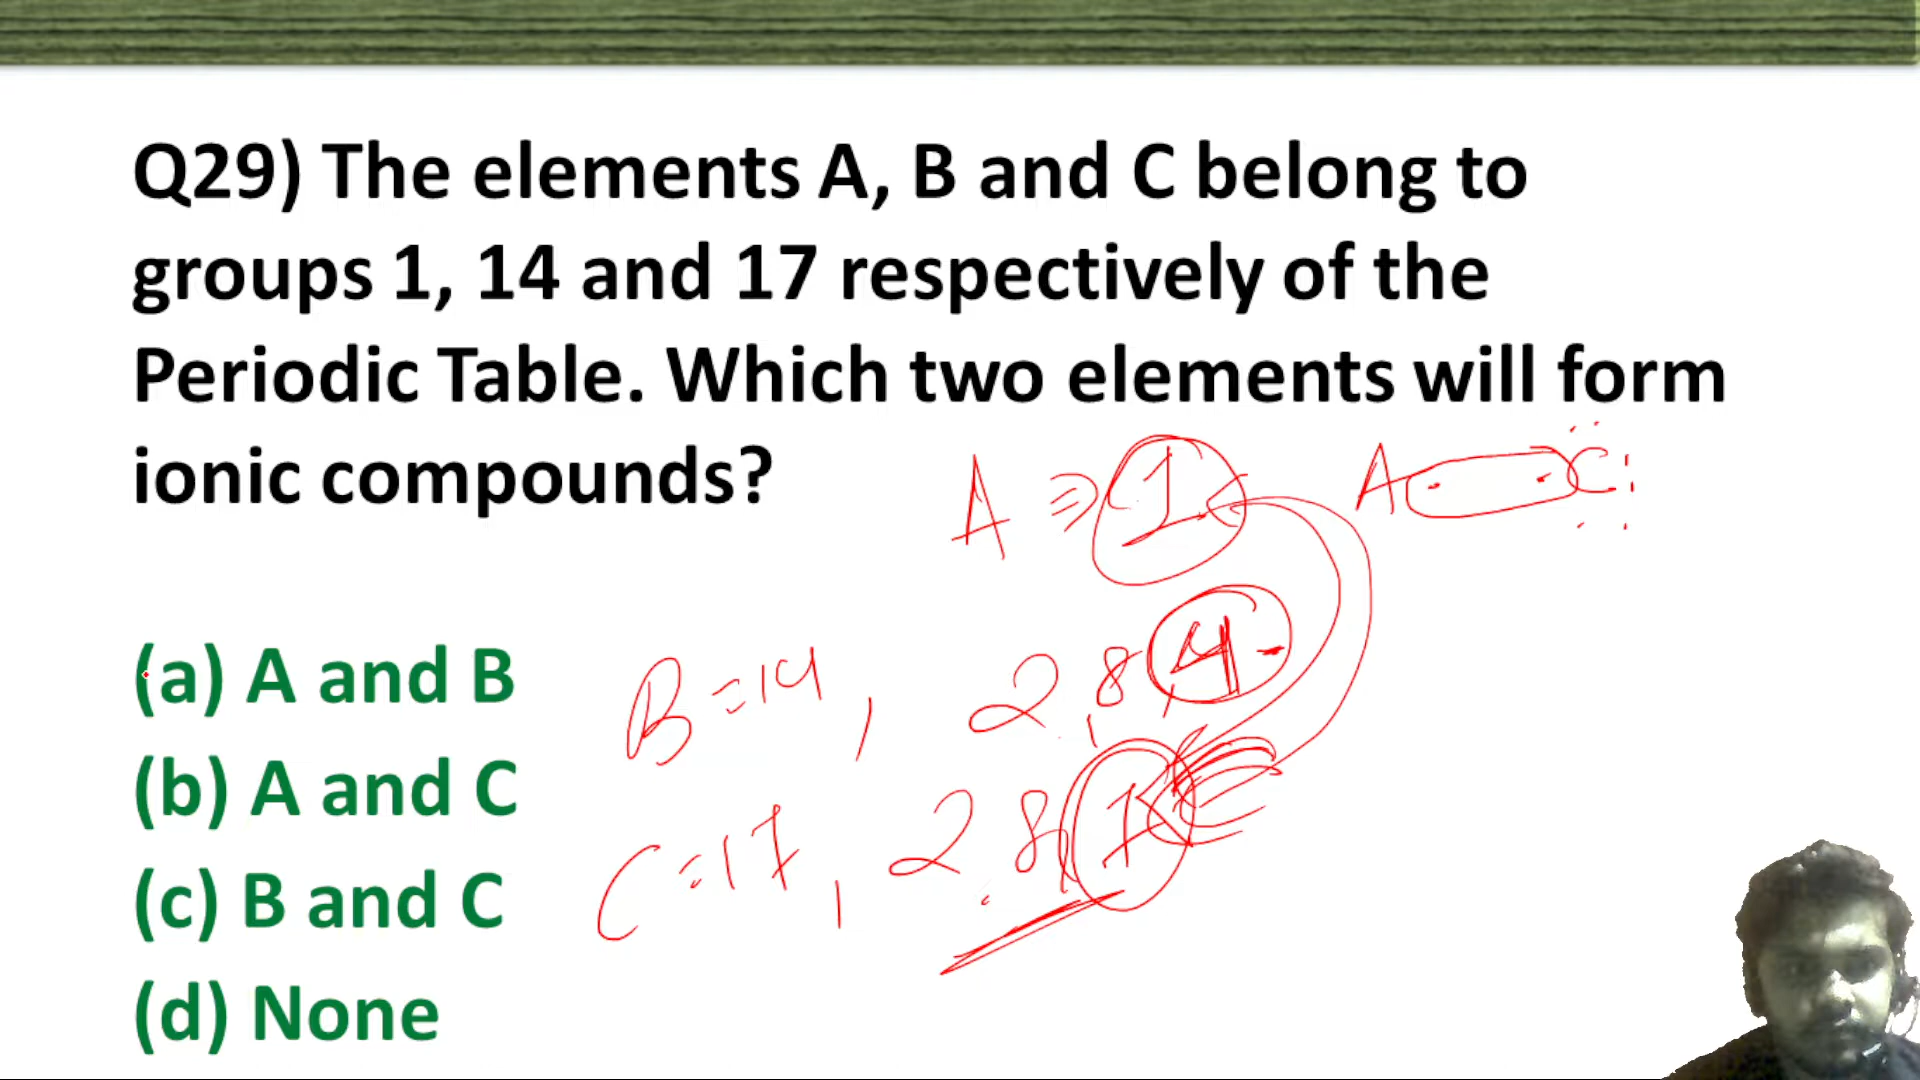 Q29) The elements A, B and C belong to
groups 1, 14 and 17 respectively of the
Periodic Table. Which two elements will form
ionic compounds?
A ⇒ 1
A C
B = 14, 2, 8, 4
C = 17, 2, 8, 7
(a) A and B
(b) A and C
(c) B and C
(d) None